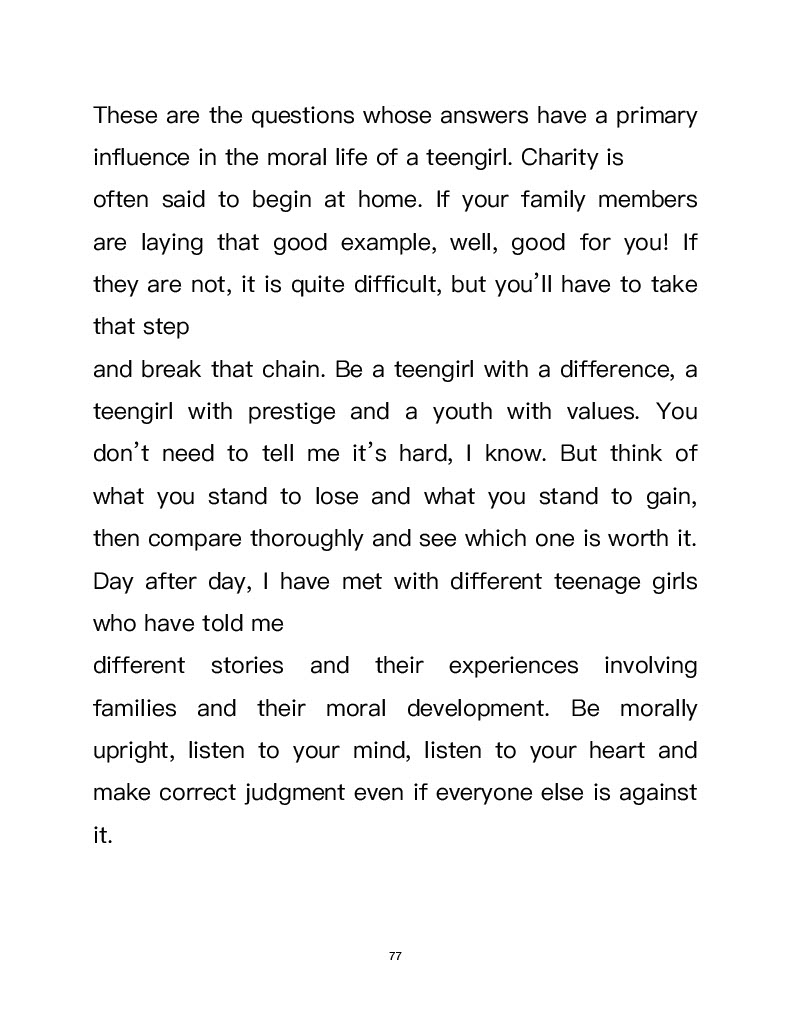 These are the questions whose answers have a primary
influence in the moral life of a teengirl. Charity is
often said to begin at home. If your family members
are laying that good example, well, good for you! If
they are not, it is quite difficult, but you’ll have to take
that step
and break that chain. Be a teengirl with a difference, a
teengirl with prestige and a youth with values. You
don’t need to tell me it’s hard, I know. But think of
what you stand to lose and what you stand to gain,
then compare thoroughly and see which one is worth it.
Day after day, I have met with different teenage girls
who have told me
different stories and their experiences involving
families and their moral development. Be morally
upright, listen to your mind, listen to your heart and
make correct judgment even if everyone else is against
it.
77